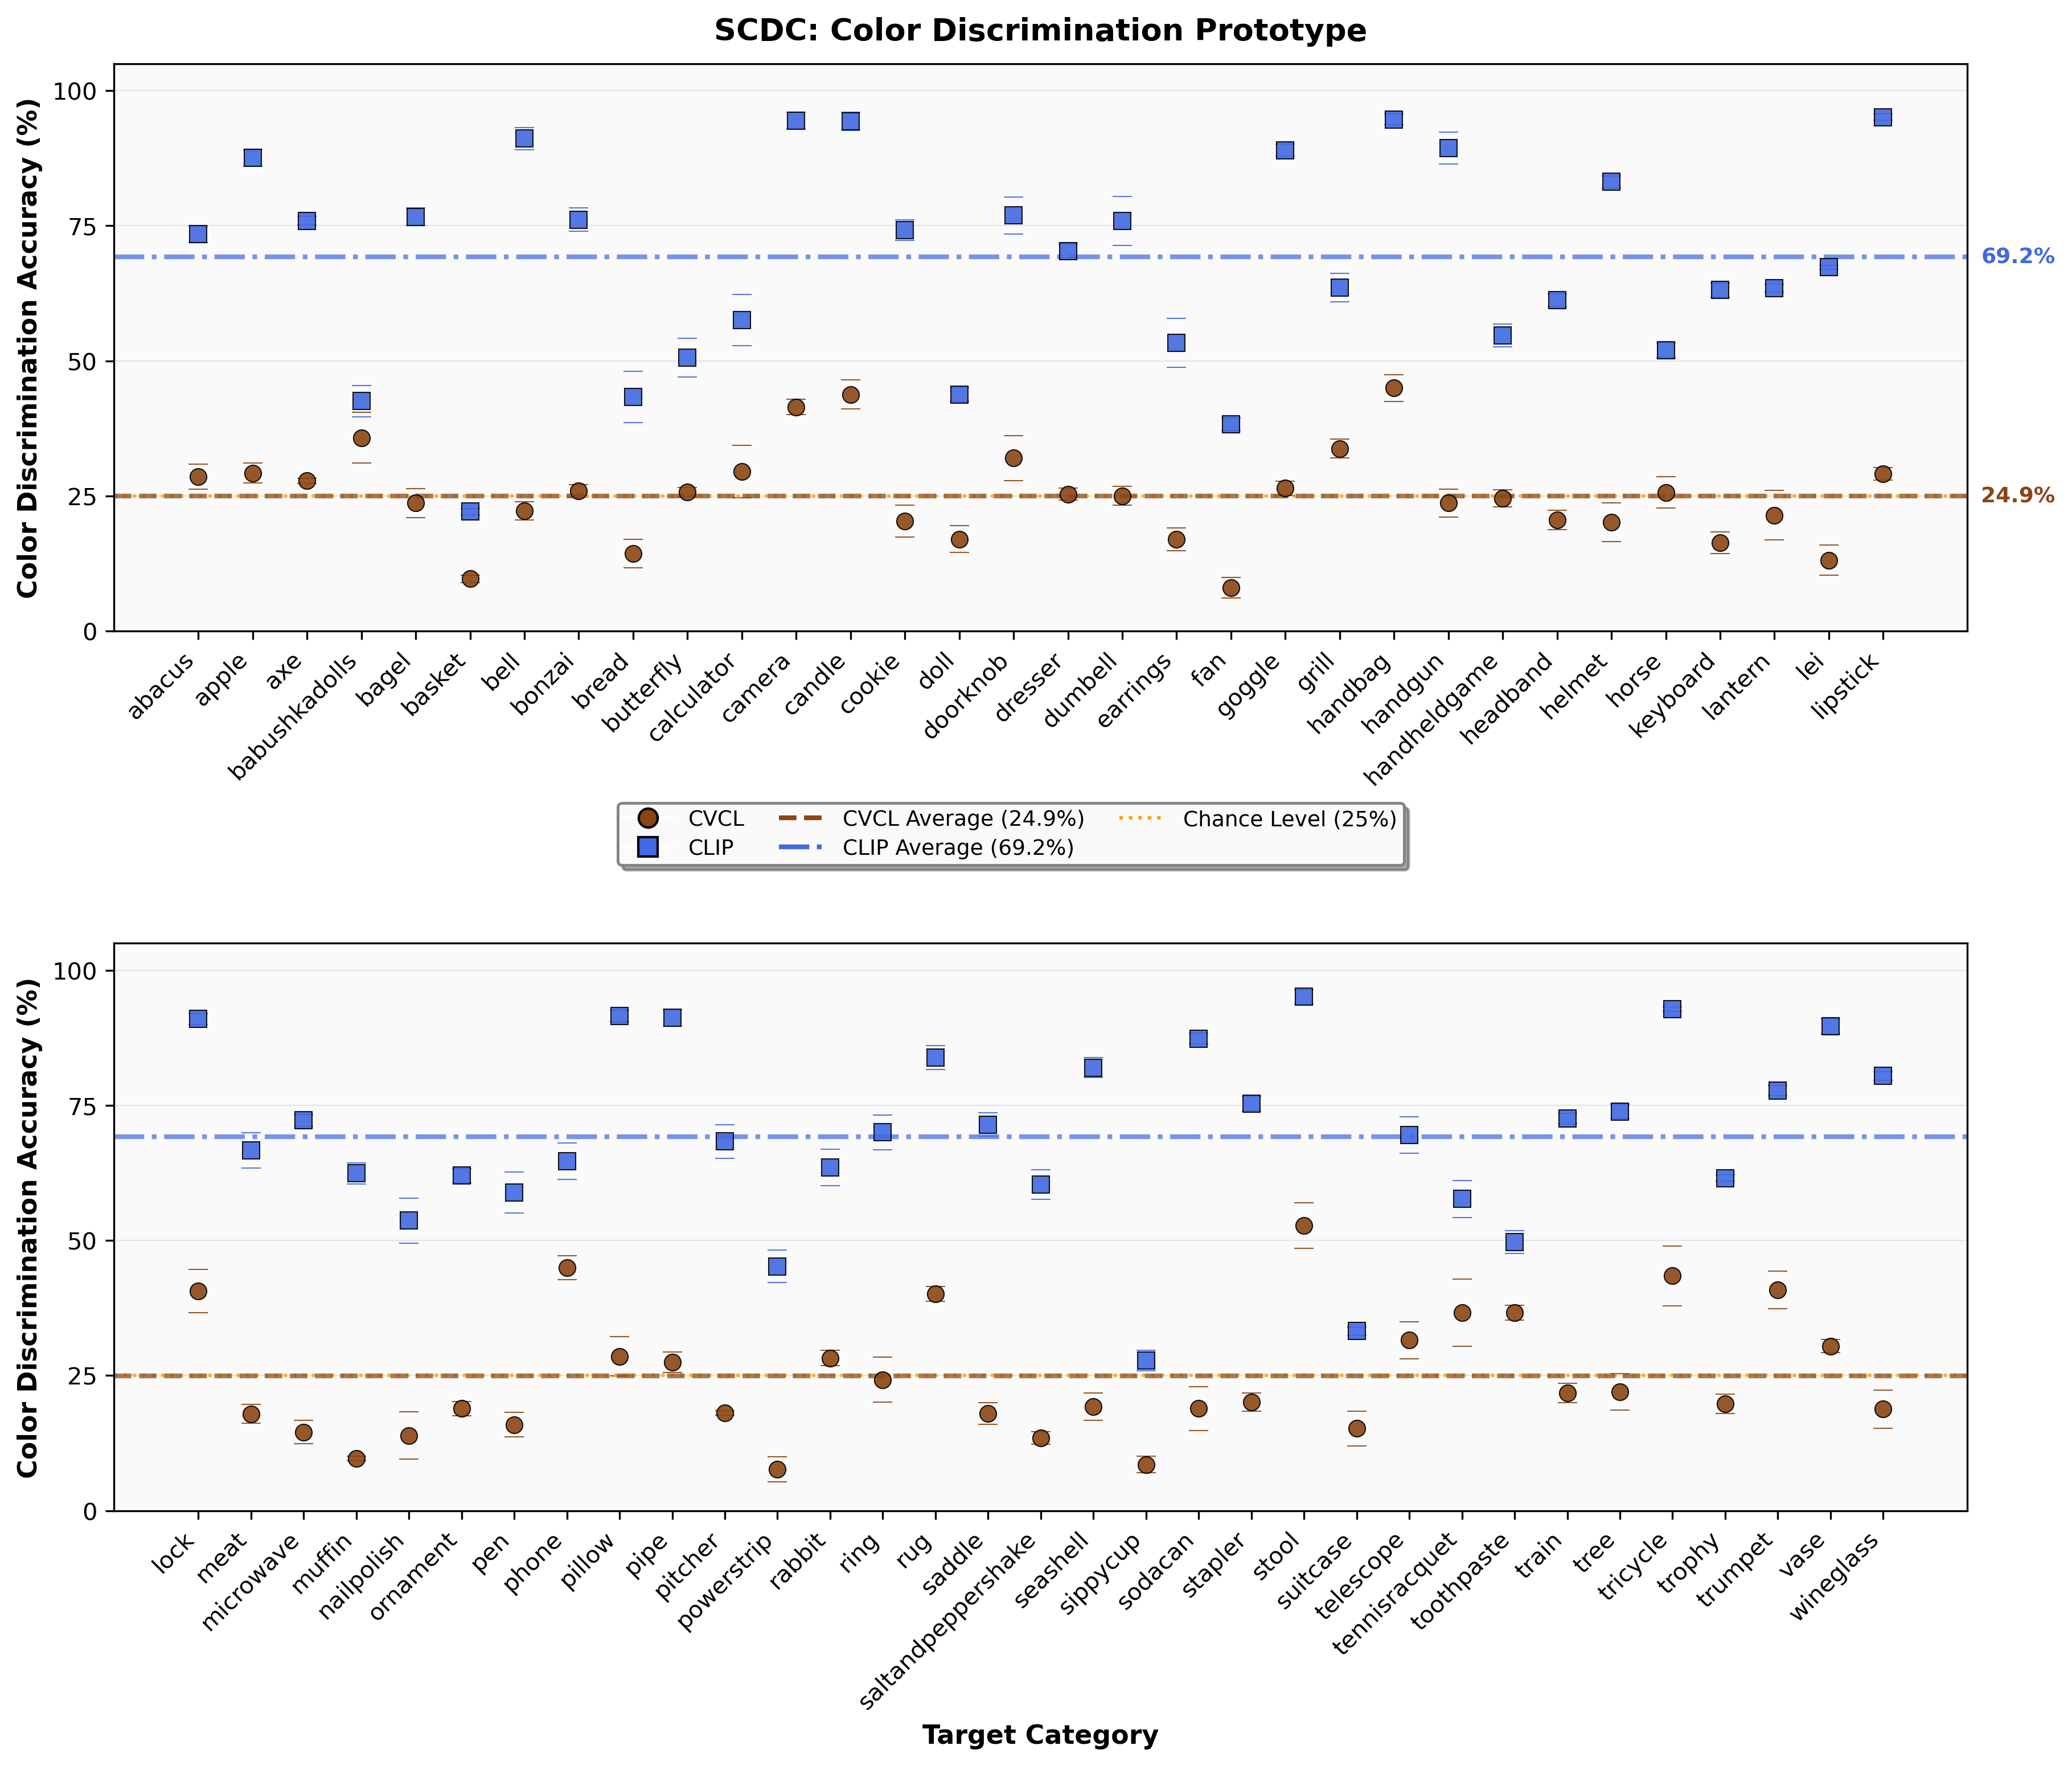 SCDC: Color Discrimination Prototype
Color Discrimination Accuracy (%)
100
75
50
25
0
69.2%
24.9%
abacus
apple
axe
babushkadolls
bagel
basket
bell
bonzai
bread
butterfly
calculator
camera
candle
cookie
doll
doorknob
dresser
dumbell
earrings
fan
goggle
grill
handbag
handgun
handheldgame
headband
helmet
horse
keyboard
lantern
lei
lipstick
CVCL
CLIP
CVCL Average (24.9%)
CLIP Average (69.2%)
Chance Level (25%)
Color Discrimination Accuracy (%)
100
75
50
25
0
lock
meat
microwave
muffin
nailpolish
ornament
pen
phone
pillow
pipe
pitcher
powerstrip
rabbit
ring
rug
saddle
saltandpeppershake
seashell
sippycup
sodacan
stapler
stool
suitcase
telescope
tennisracquet
toothpaste
train
tree
tricycle
trophy
trumpet
vase
wineglass
Target Category